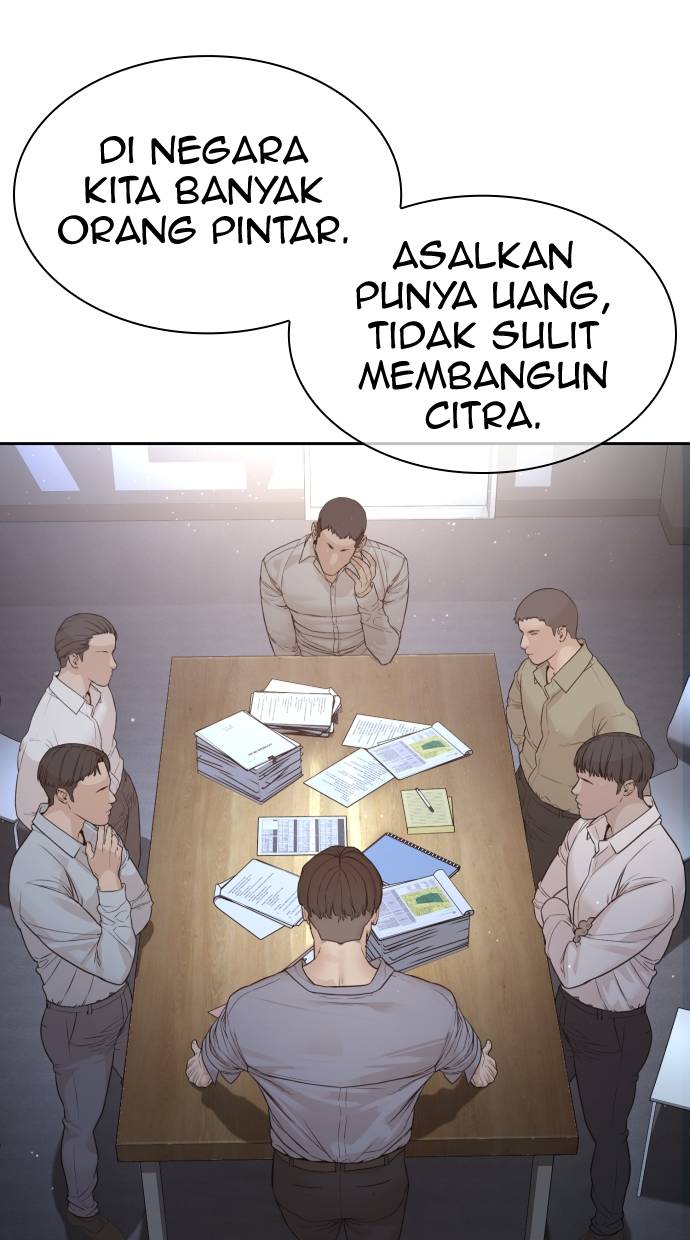 DI NEGARA
KITA BANYAK
ORANG PINTAR.
ASALKAN
PUNYA UANG,
TIDAK SULIT
MEMBANGUN
CITRA.